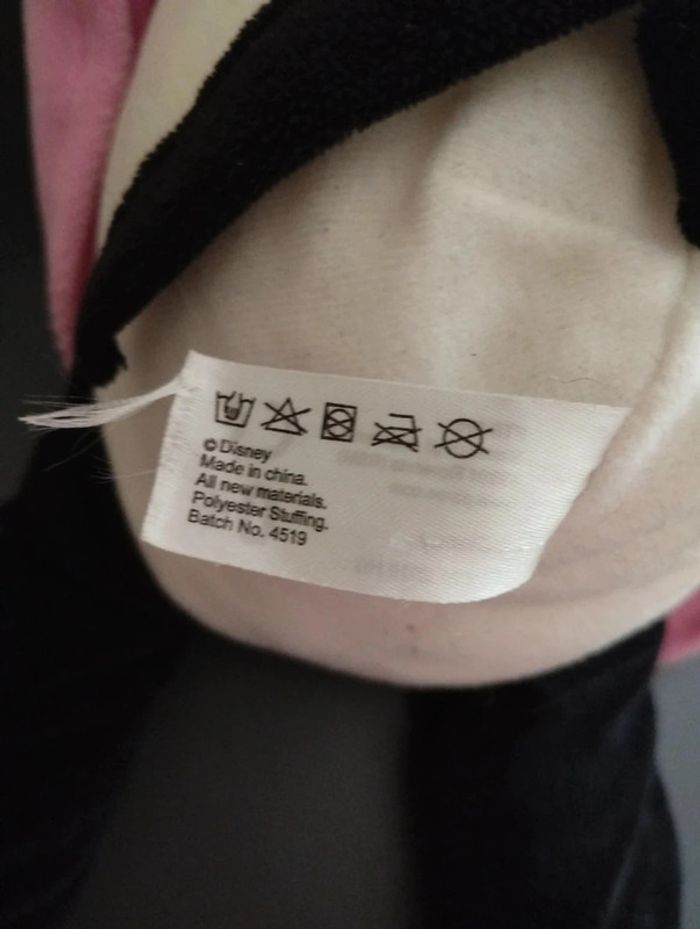 © Disney
Made in china.
All new materials.
Polyester Stuffing.
Batch No. 4519